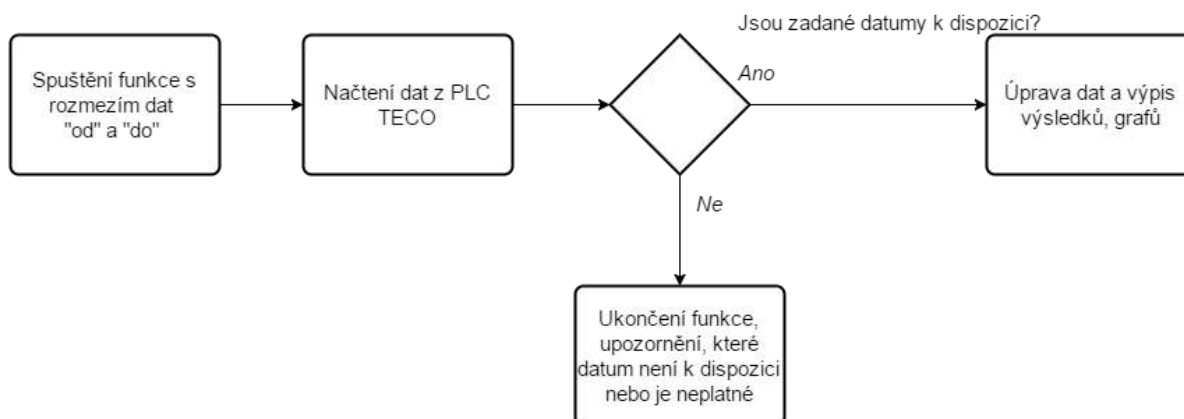 Jsou zadané datumy k dispozici?
Spuštění funkce s
rozmezím dat
"od" a "do"
Načtení dat z PLC
TECO
Ano
Úprava dat a výpis
výsledků, grafů
Ne
Ukončení funkce,
upozornění, které
datum není k dispozici
nebo je neplatné